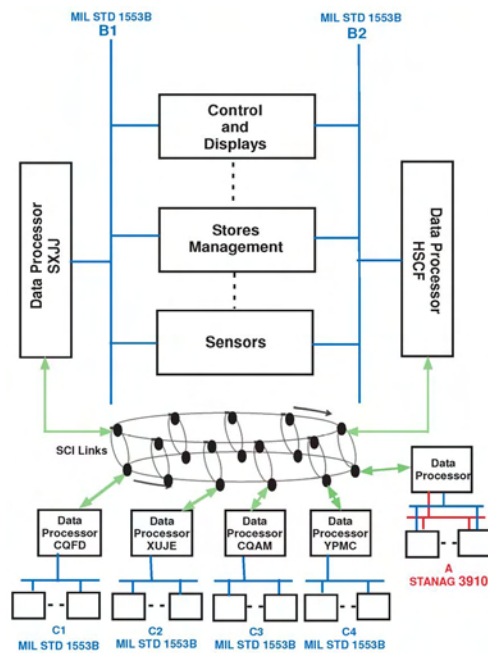 MIL STD 1553B
B1
MIL STD 1553B
B2
Control
and
Displays
Data Processor
SXJJ
Stores
Management
Data Processor
HSCF
Sensors
SCI Links
Data
Processor
Data
Processor
CQFD
Data
Processor
XUJE
Data
Processor
CQAM
Data
Processor
YPMC
A
STANAG 3910
C1
MIL STD 1553B
C2
MIL STD 1553B
C3
MIL STD 1553B
C4
MIL STD 1553B